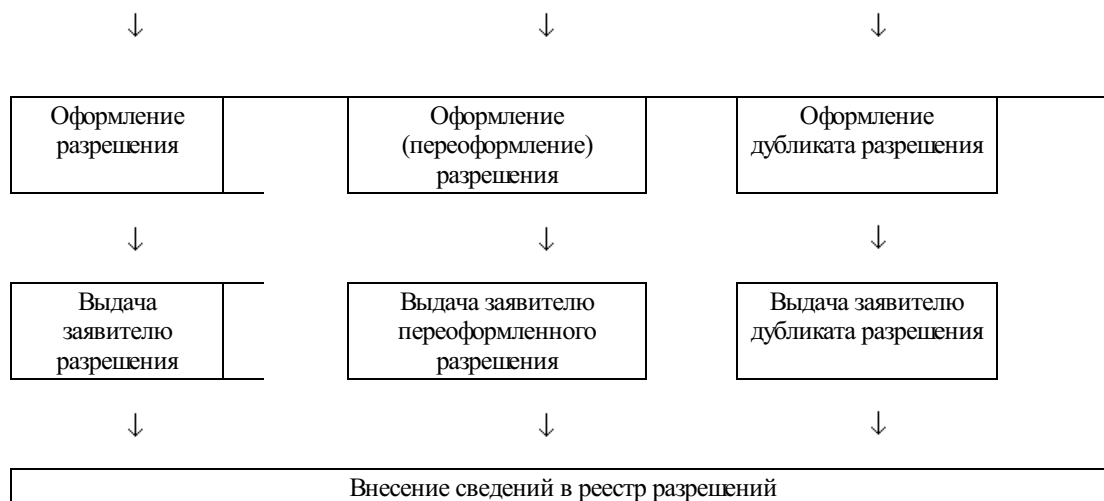 ↓ ↓ ↓
Оформление
разрешения
Оформление
(переоформление)
разрешения
Оформление
дубликата разрешения
↓ ↓ ↓
Выдача
заявителю
разрешения
Выдача заявителю
переоформленного
разрешения
Выдача заявителю
дубликата разрешения
↓ ↓ ↓
Внесение сведений в реестр разрешений